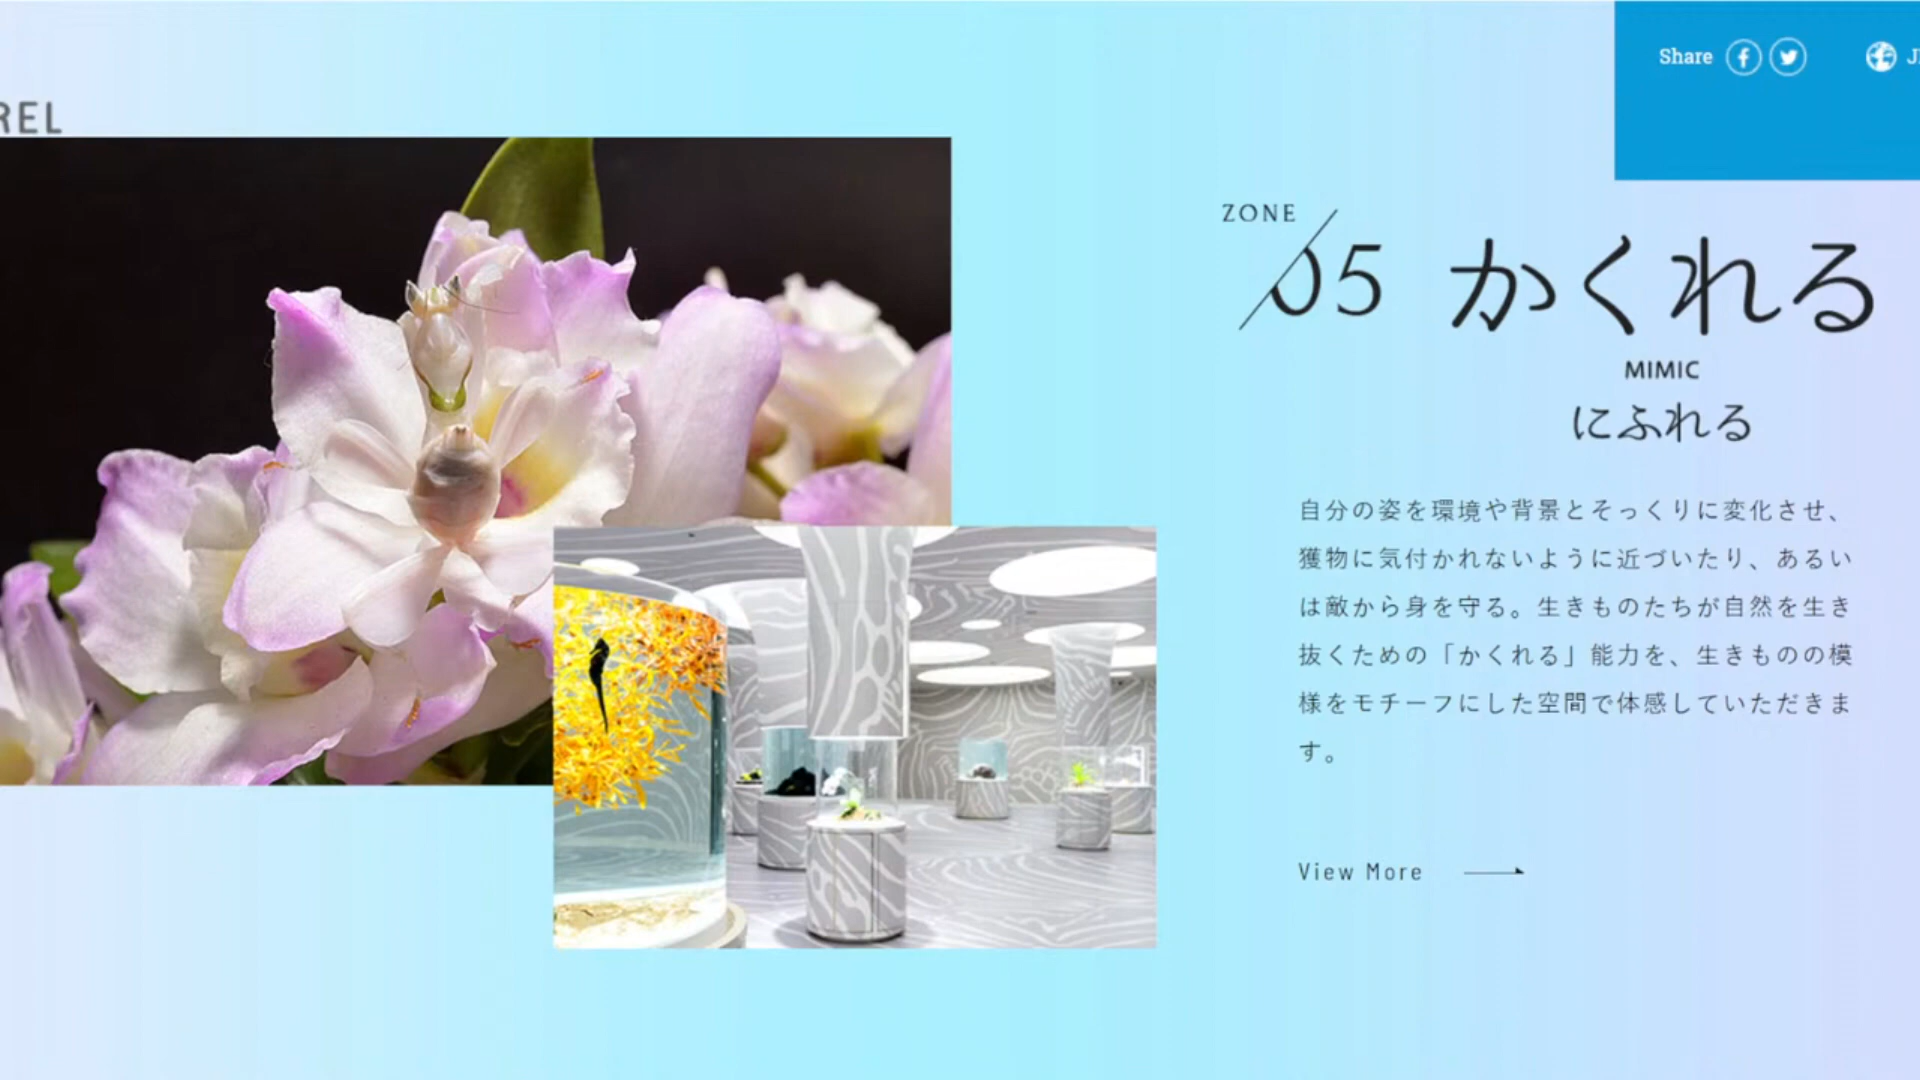 Share
REL
ZONE
05 かくれる
MIMIC
にふれる
自分の姿を環境や背景とそっくりに変化させ、
獲物に気付かれないように近づいたり、あるい
は敵から身を守る。生きものたちが自然を生き
抜くための「かくれる」能力を、生きものの模
様をモチーフにした空間で体感していただきま
す。
View More